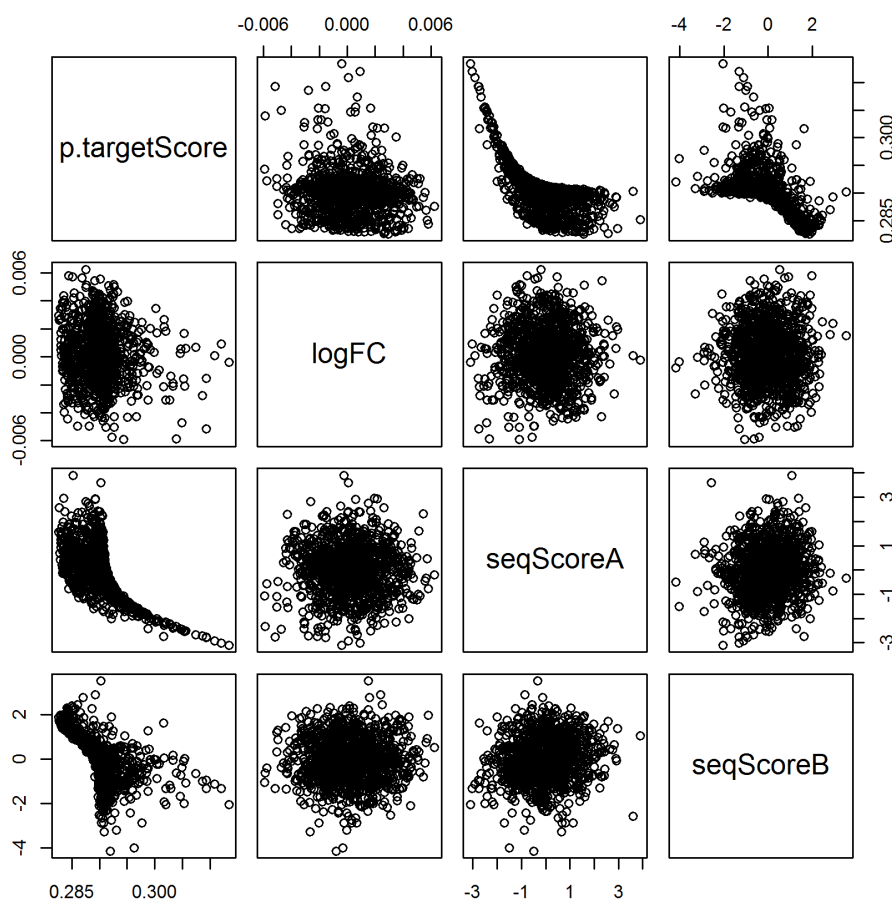 -0.006 0.000 0.006 -4 -2 0 2
p.targetScore
0.285 0.300
-0.006 0.000 0.006
logFC
seqScoreA
-3 -1 1 3
-4 -2 0 2
seqScoreB
0.285 0.300 -3 -1 1 3